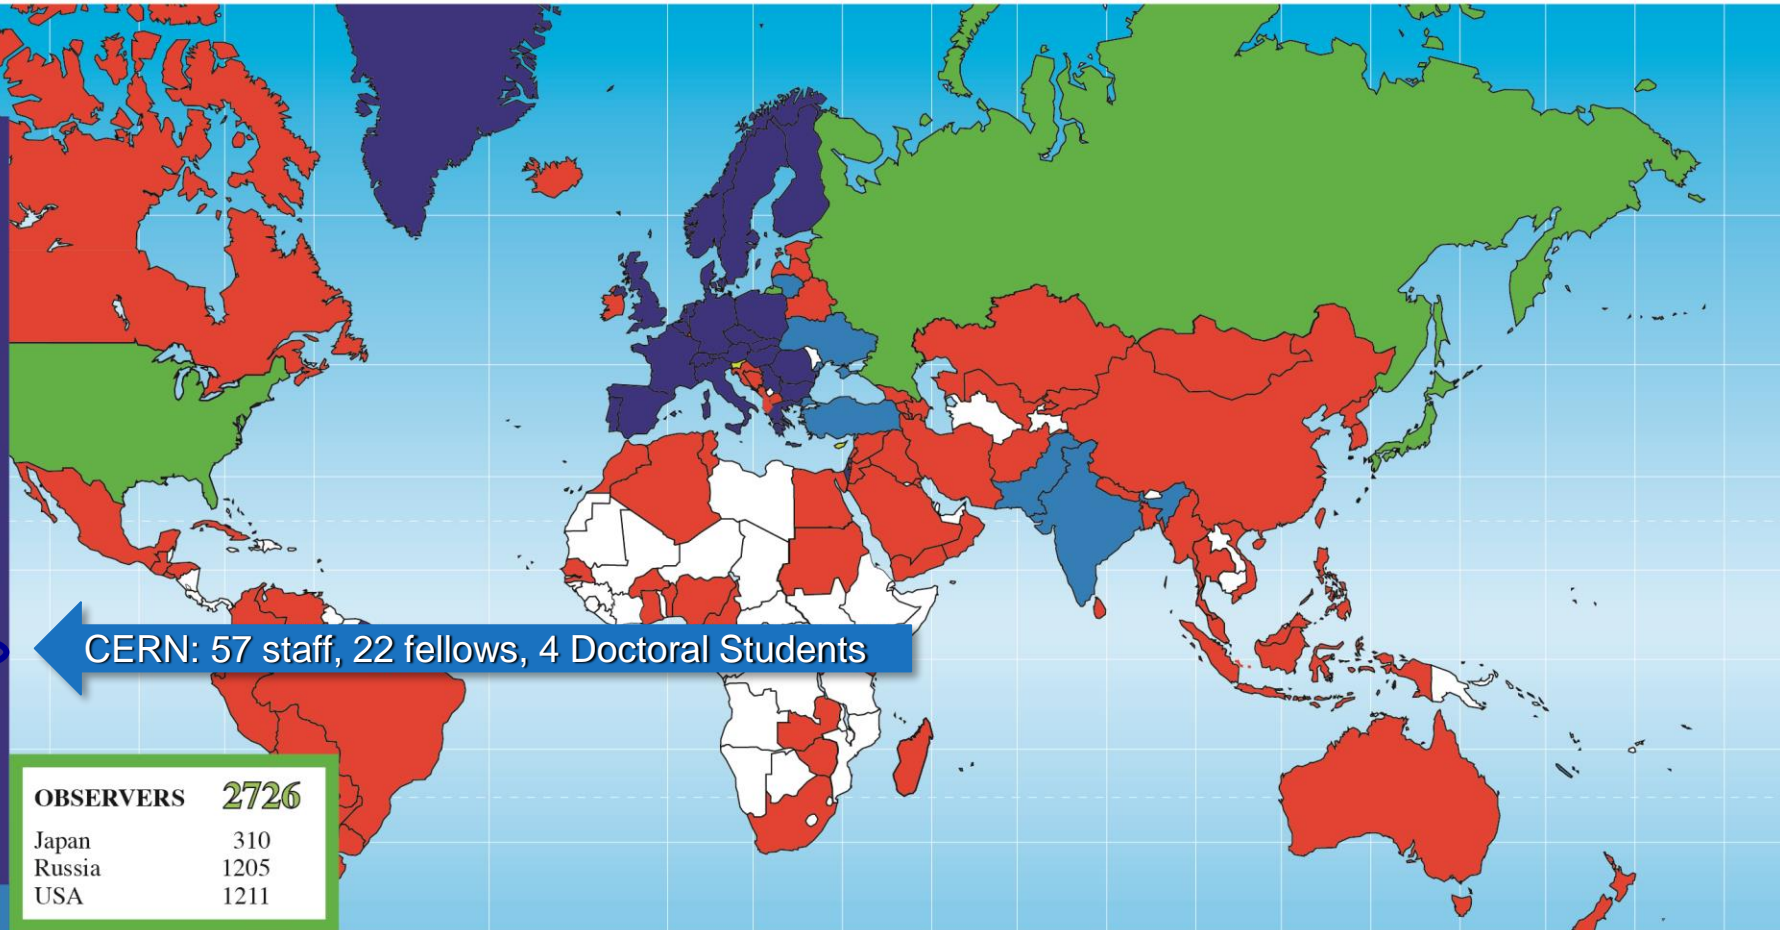 CERN: 57 staff, 22 fellows, 4 Doctoral Students
OBSERVERS 2726
Japan 310
Russia 1205
USA 1211